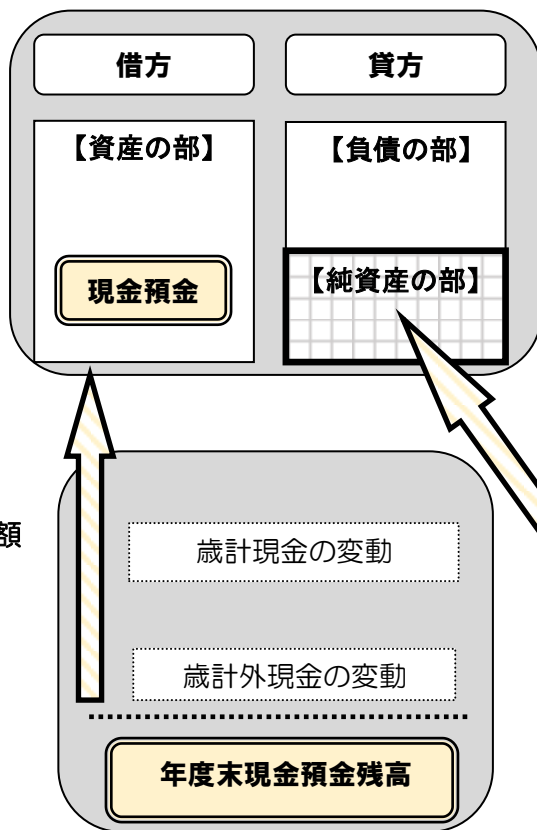 借方
貸方
【資産の部】
【負債の部】
現金預金
【純資産の部】
額
歳計現金の変動
歳計外現金の変動
年度末現金預金残高